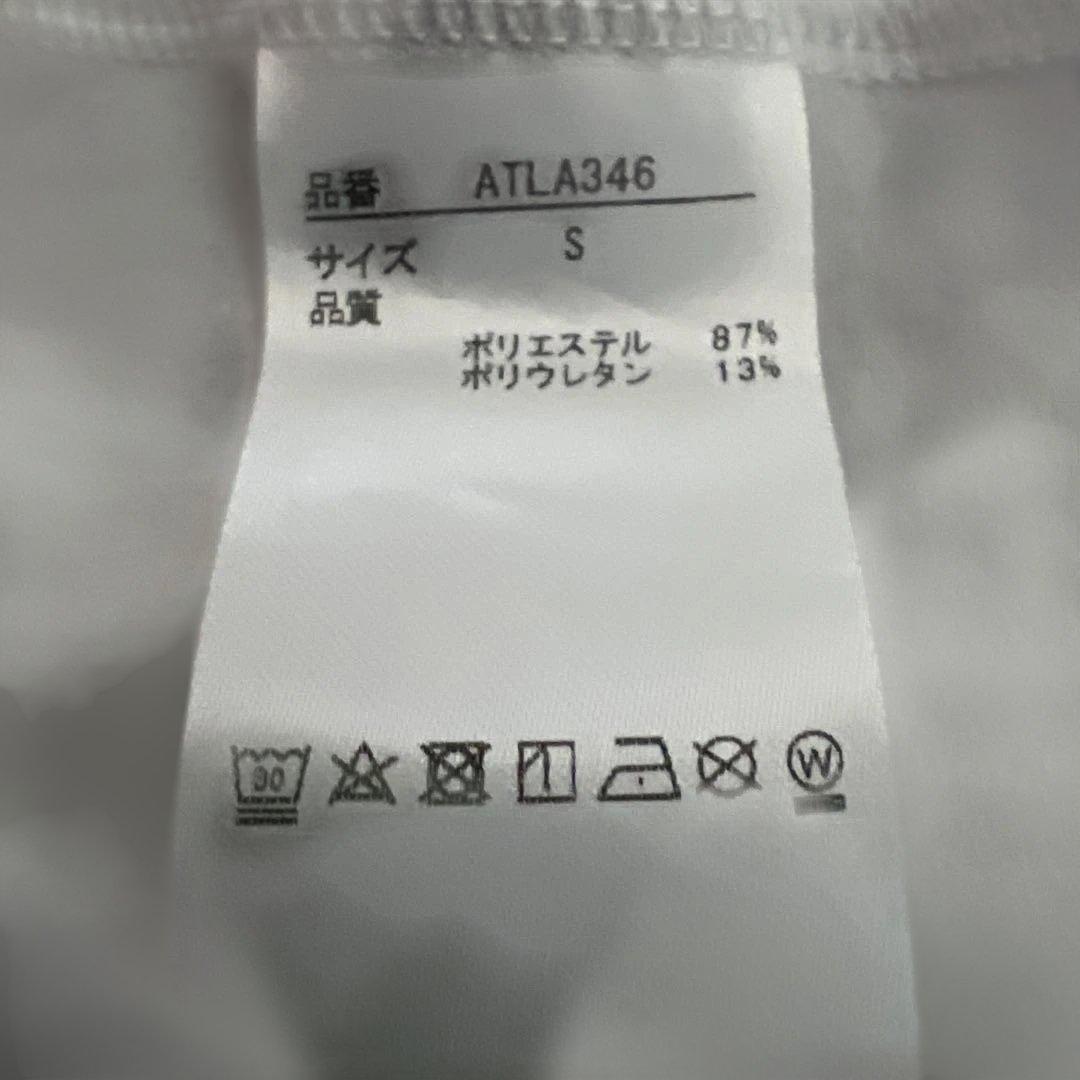 品番 ATLA346
サイズ S
品質
ポリエステル 87%
ポリウレタン 13%
30 W